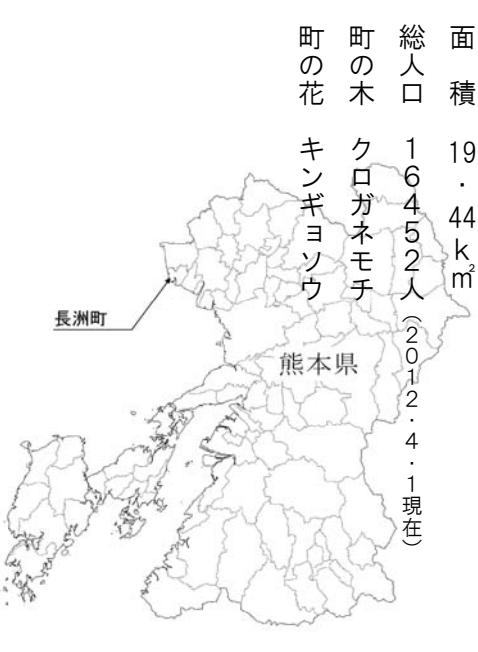 面　積　19・44k㎡
総人口　16452人（2012・4・1現在）
町の木　クロガネモチ
町の花　キンギョソウ
長洲町
熊本県